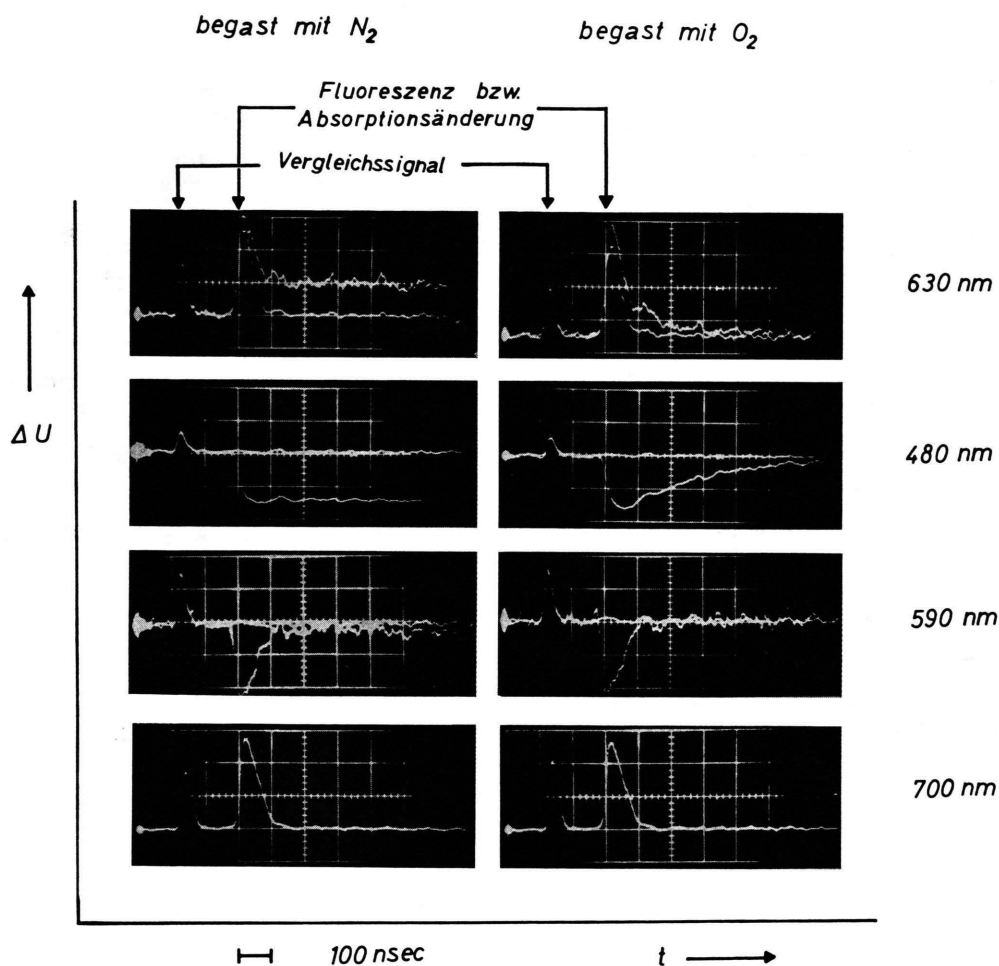 begast mit N₂
begast mit O₂
Fluoreszenz bzw.
Absorptionsänderung
Vergleichssignal
630 nm
ΔU
480 nm
590 nm
700 nm
100 nsec
t